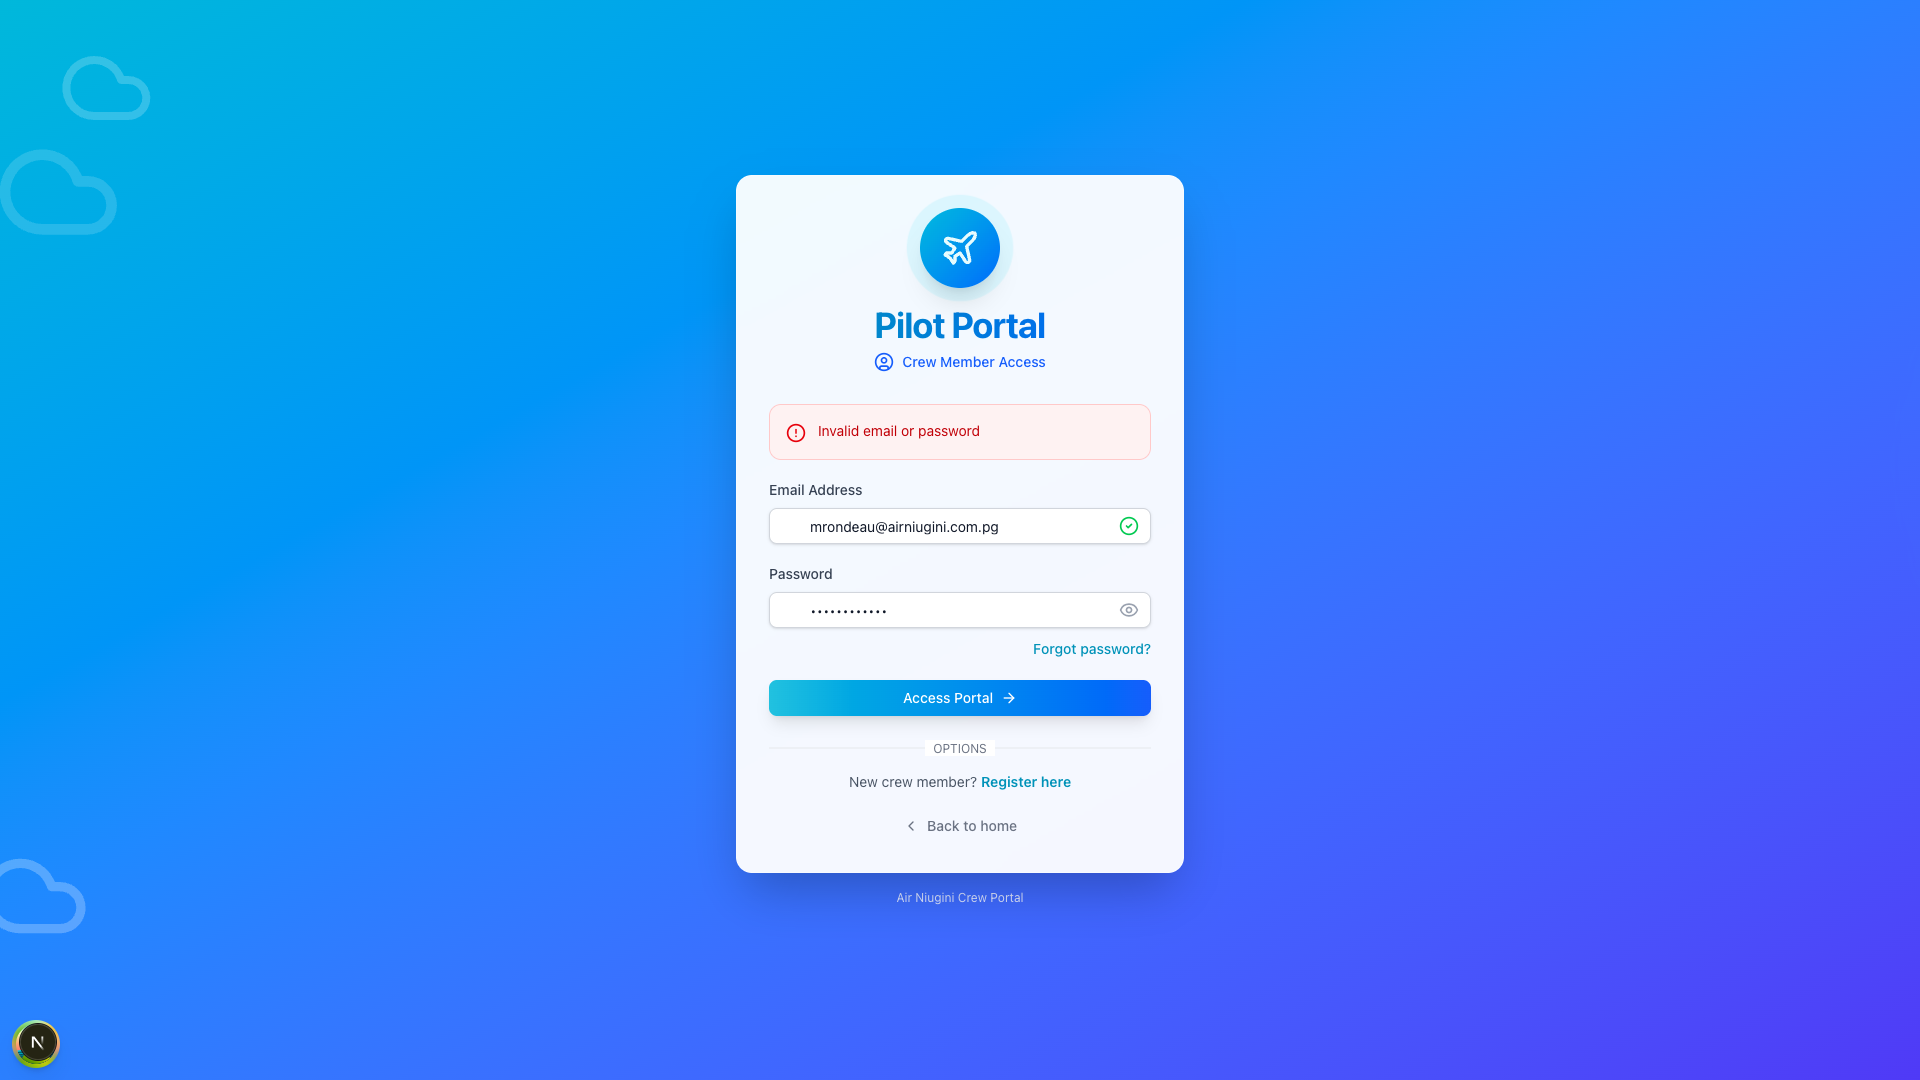 Pilot Portal
Crew Member Access
Invalid email or password
Email Address
mrondeau@airniugini.com.pg
Password
••••••••••••
Forgot password?
Access Portal
OPTIONS
New crew member? Register here
Back to home
Air Niugini Crew Portal
N